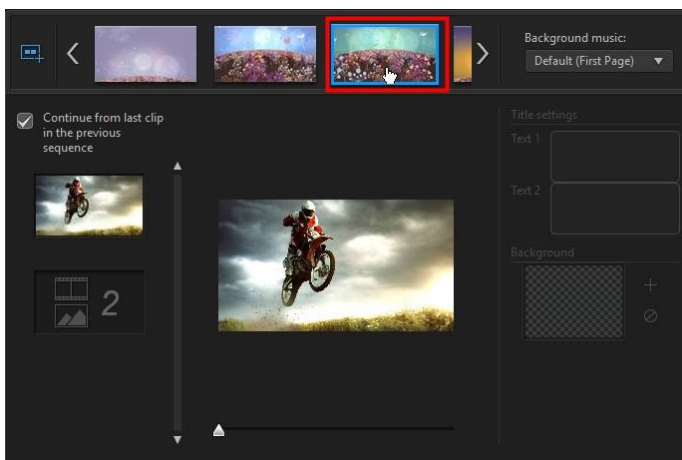 Background music:
Default (First Page)
Continue from last clip
in the previous
sequence
2
Title settings
Text 1
Text 2
Background